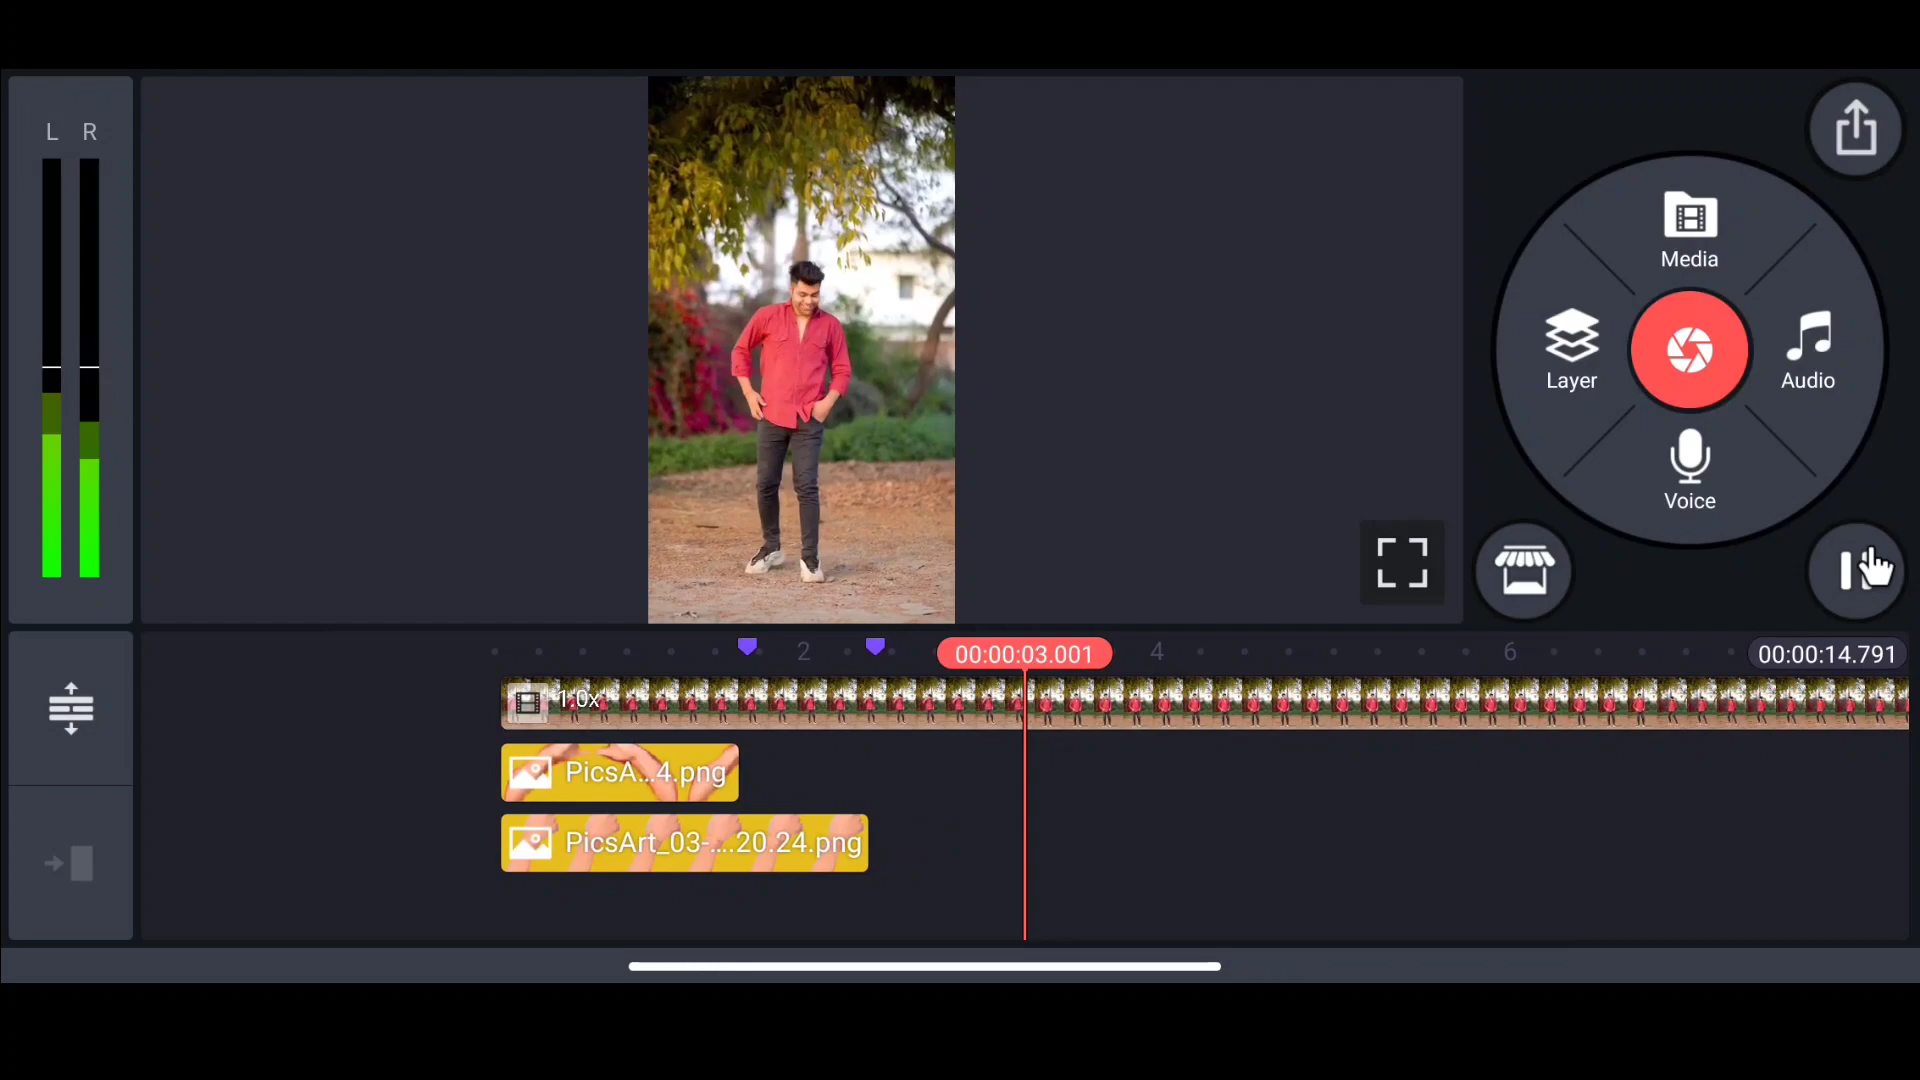 L R
Media
Layer
Audio
Voice
2
00:00:03.001
4
6
00:00:14.791
1.0x
PicsA...4.png
PicsArt_03-....20.24.png